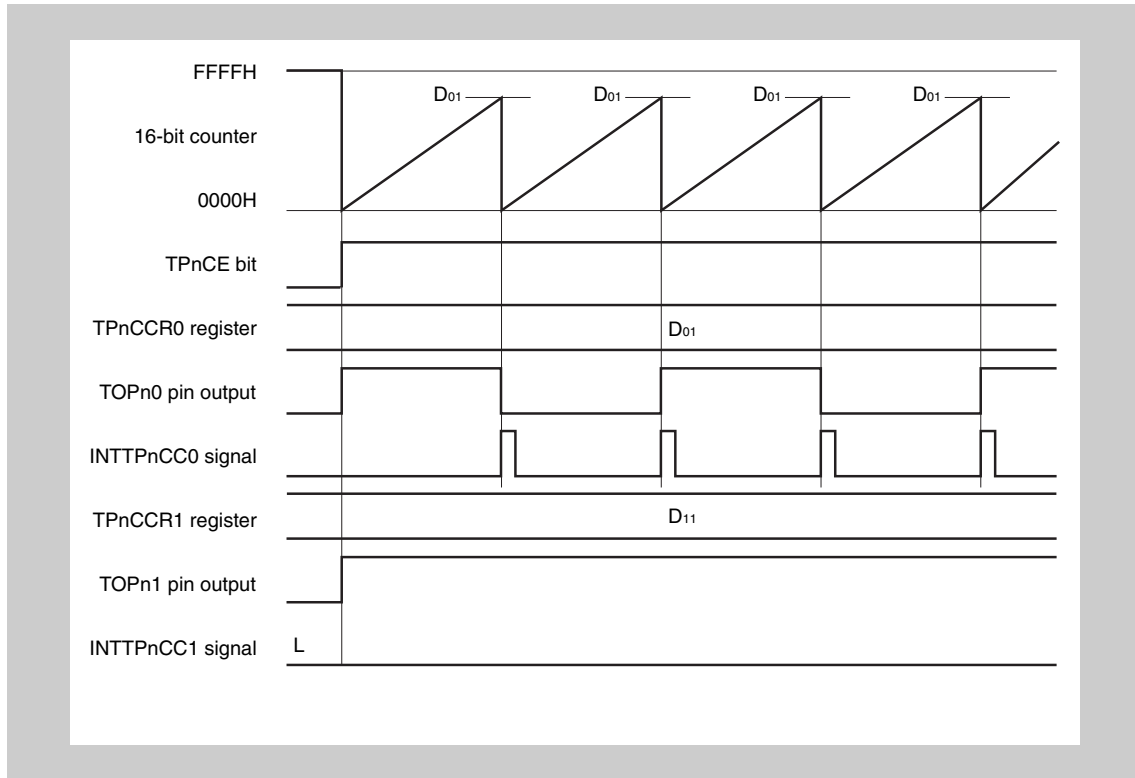 FFFFH
D01 D01 D01 D01
16-bit counter
0000H
TPnCE bit
TPnCCR0 register D01
TOPn0 pin output
INTTPnCC0 signal
TPnCCR1 register D11
TOPn1 pin output
INTTPnCC1 signal L